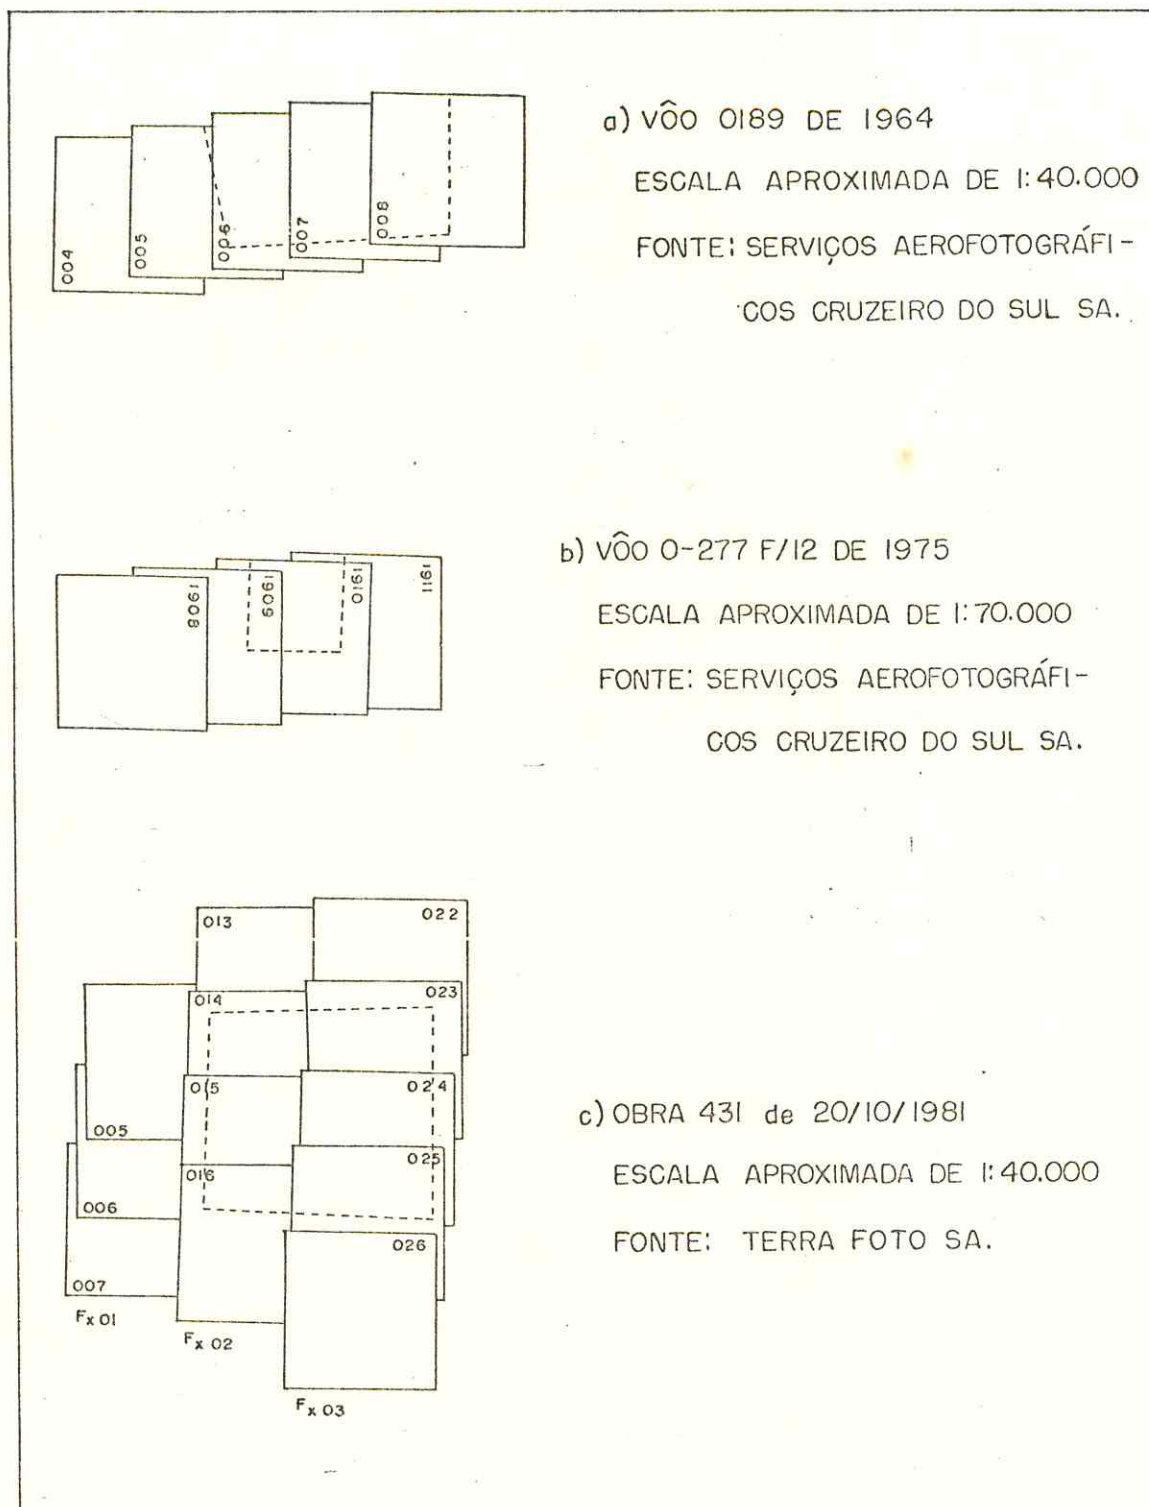 a) VÔO 0189 DE 1964
ESCALA APROXIMADA DE 1:40.000
FONTE: SERVIÇOS AEROFOTOGRÁFI-
COS CRUZEIRO DO SUL SA.
004
005
006
007
008
b) VÔO 0-277 F/12 DE 1975
ESCALA APROXIMADA DE 1:70.000
FONTE: SERVIÇOS AEROFOTOGRÁFI-
COS CRUZEIRO DO SUL SA.
1908
1909
1910
1911
c) OBRA 431 de 20/10/1981
ESCALA APROXIMADA DE 1:40.000
FONTE: TERRA FOTO SA.
013
022
014
023
015
024
005
016
025
006
026
007
Fx 01
Fx 02
Fx 03